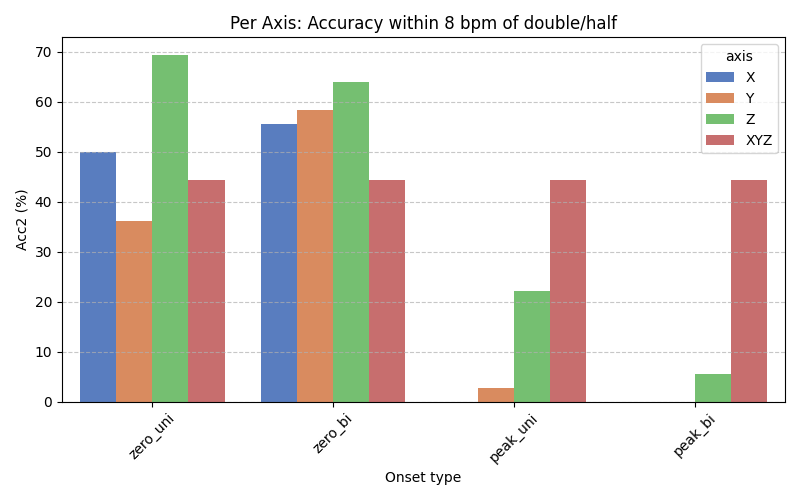 Per Axis: Accuracy within 8 bpm of double/half
axis
X
Y
Z
XYZ
Acc2 (%)
70
60
50
40
30
20
10
0
zero_uni
zero_bi
peak_uni
peak_bi
Onset type